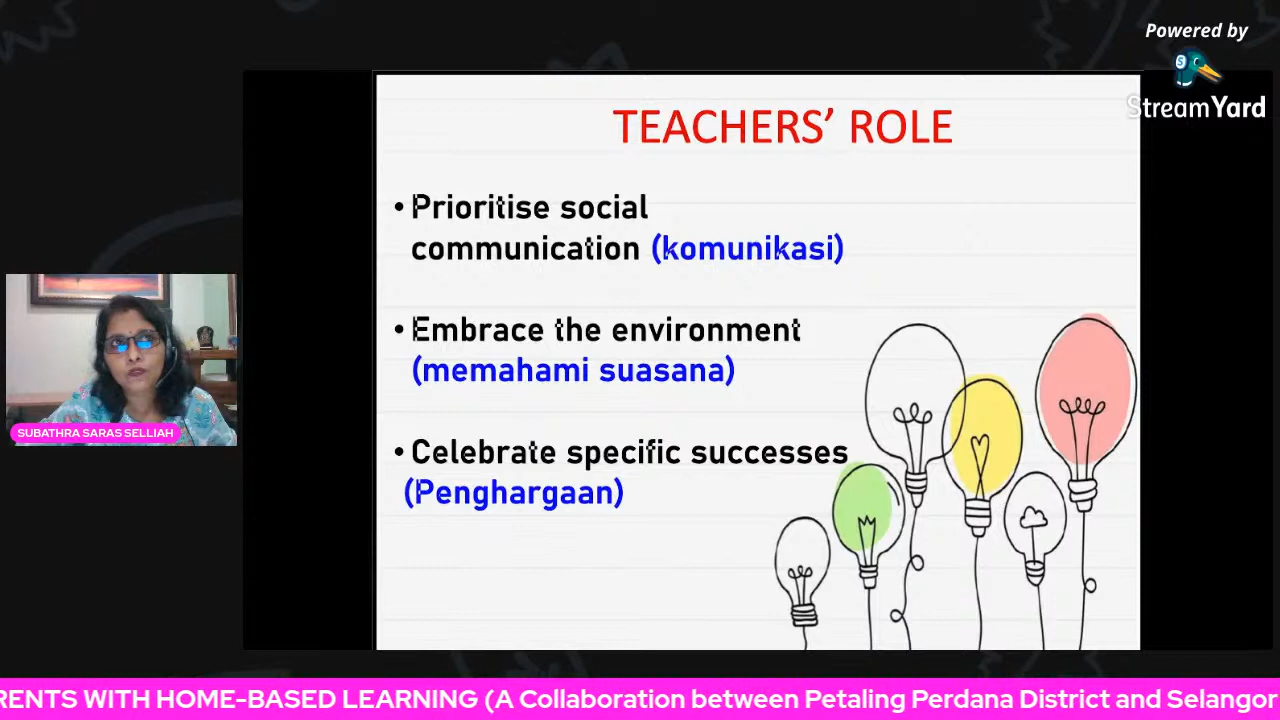 Powered by
StreamYard
TEACHERS’ ROLE
• Prioritise social
communication (komunikasi)
• Embrace the environment
(memahami suasana)
• Celebrate specific successes
(Penghargaan)
SUBATHRA SARAS SELLIAH
RENTS WITH HOME-BASED LEARNING (A Collaboration between Petaling Perdana District and Selangor